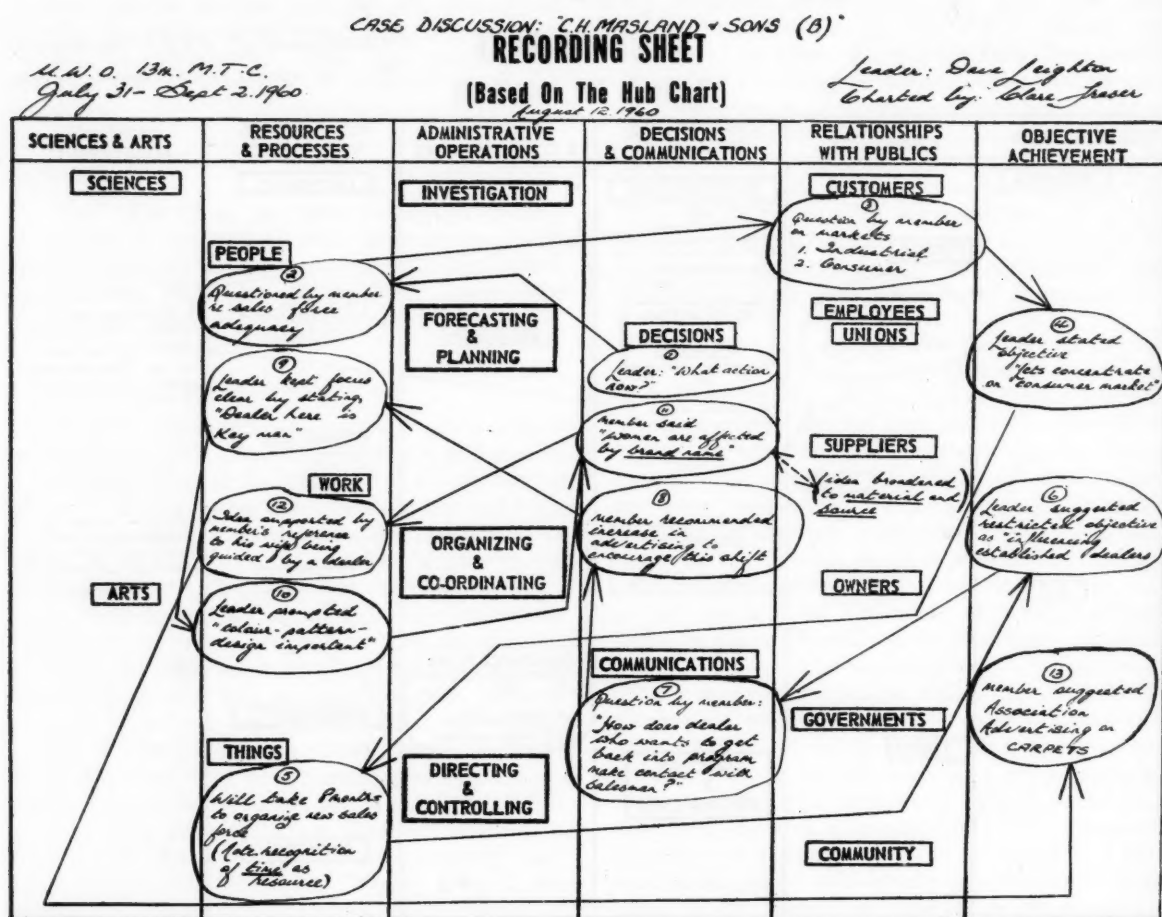 CASE DISCUSSION: "C.H. MASLAND & SONS (B)"
RECORDING SHEET
(Based On The Hub Chart)
August 12. 1960
U.W.O. 13th. M.T.C.
July 31 - Sept 2. 1960
Leader: Dave Leighton
Charted by: Clare Fraser
SCIENCES & ARTS
SCIENCES
ARTS
RESOURCES
& PROCESSES
PEOPLE
②
Questioned by member
re sales force
adequacy
⑨
Leader kept focus
clear by stating,
"Dealer here is
Key man"
WORK
⑫
Idea supported by
member's reference
to his wife being
guided by a dealer
⑩
Leader prompted
"colour-pattern-
design important"
THINGS
⑤
Will take 8 months
to organize new sales
force
(Note recognition
of time as
resource)
ADMINISTRATIVE
OPERATIONS
INVESTIGATION
FORECASTING
&
PLANNING
ORGANIZING
&
CO-ORDINATING
DIRECTING
&
CONTROLLING
DECISIONS
& COMMUNICATIONS
DECISIONS
①
Leader: "What action
now?"
⑪
member said
"women are affected
by brand name"
⑧
member recommended
increase in
advertising to
encourage this shift
COMMUNICATIONS
⑦
Question by member:
"How does dealer
who wants to get
back into program
make contact with
salesman?"
RELATIONSHIPS
WITH PUBLICS
CUSTOMERS
③
Question by member
on markets
1. Industrial
2. Consumer
EMPLOYEES
UNIONS
SUPPLIERS
(idea broadened
to material and
source)
OWNERS
GOVERNMENTS
COMMUNITY
OBJECTIVE
ACHIEVEMENT
④
Leader stated
objective
"lets concentrate
on "consumer market"
⑥
Leader suggested
restricted objective
as "influencing
established dealers
⑬
member suggested
Association
Advertising on
CARPETS